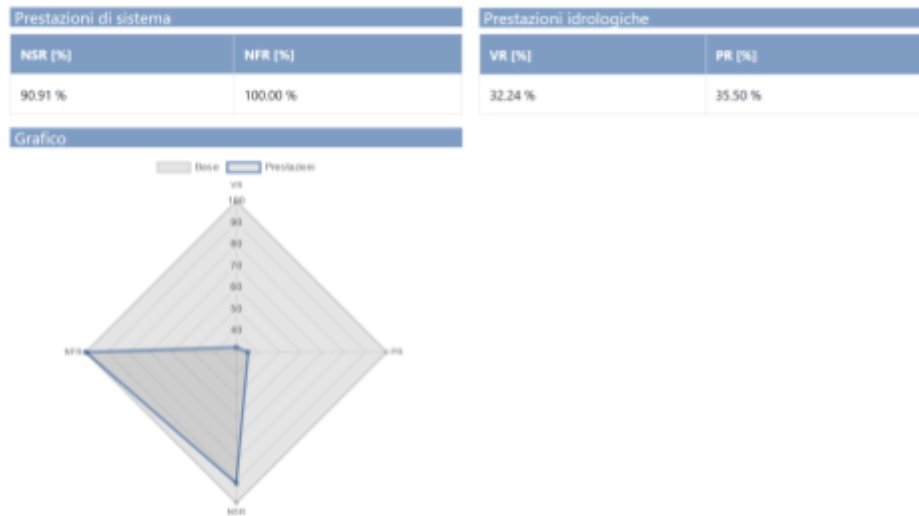 Prestazioni di sistema
NSR [%] NFR [%]
90.91 % 100.00 %
Prestazioni idrologiche
VR [%] PR [%]
32.24 % 35.50 %
Grafico
Base Prestazioni
VR
100
90
80
70
60
50
40
NFR PR
NSR